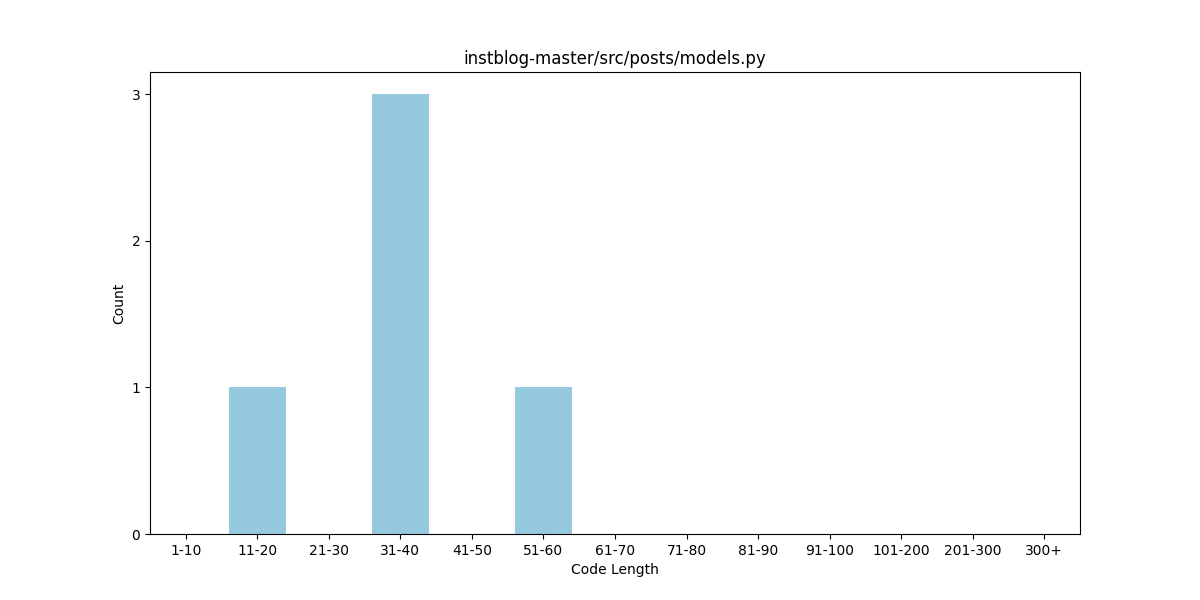 instblog-master/src/posts/models.py
3
2
1
0
Count
1-10 11-20 21-30 31-40 41-50 51-60 61-70 71-80 81-90 91-100 101-200 201-300 300+
Code Length